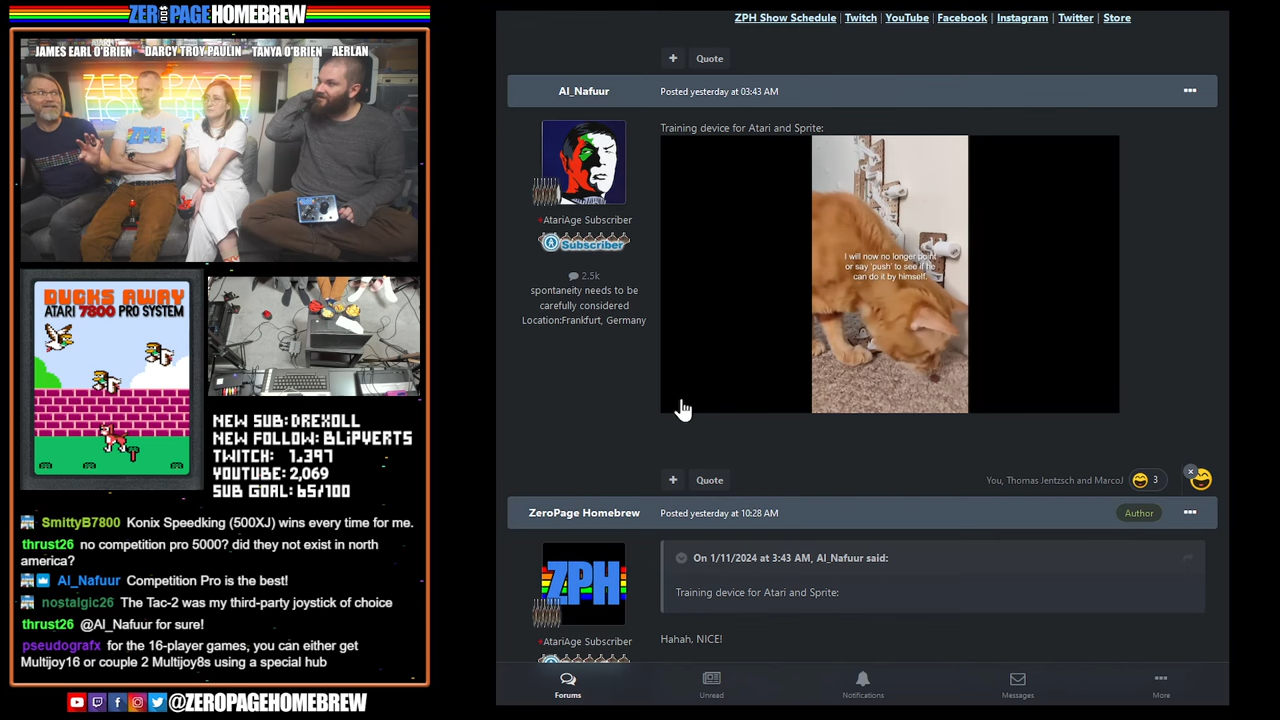 ZEROPAGE HOMEBREW
JAMES EARL O'BRIEN DARCY TROY PAULIN TANYA O'BRIEN AERLAN
ZERO PAGE
HOMEBREW
ZPH
DUCKS AWAY
ATARI 7800 PRO SYSTEM
NEW SUB: DREXOLL
NEW FOLLOW: BLIPVERTS
TWITCH: 1,397
YOUTUBE: 2,069
SUB GOAL: 65/100
SmittyB7800 Konix Speedking (500XJ) wins every time for me.
thrust26 no competition pro 5000? did they not exist in north
america?
Al_Nafuur Competition Pro is the best!
nostalgic26 The Tac-2 was my third-party joystick of choice
thrust26 @Al_Nafuur for sure!
pseudografx for the 16-player games, you can either get
Multijoy16 or couple 2 Multijoy8s using a special hub
@ZEROPAGEHOMEBREW
ZPH Show Schedule | Twitch | YouTube | Facebook | Instagram | Twitter | Store
+ Quote
Al_Nafuur
Posted yesterday at 03:43 AM
Training device for Atari and Sprite:
+AtariAge Subscriber
Subscriber
2.5k
spontaneity needs to be
carefully considered
Location:Frankfurt, Germany
I will now no longer point
or say 'push' to see if he
can do it by himself.
+ Quote
You, Thomas Jentzsch and MarcoJ 3
ZeroPage Homebrew
Posted yesterday at 10:28 AM
Author
On 1/11/2024 at 3:43 AM, Al_Nafuur said:
Training device for Atari and Sprite:
ZPH
+AtariAge Subscriber
Hahah, NICE!
Forums
Unread
Notifications
Messages
More